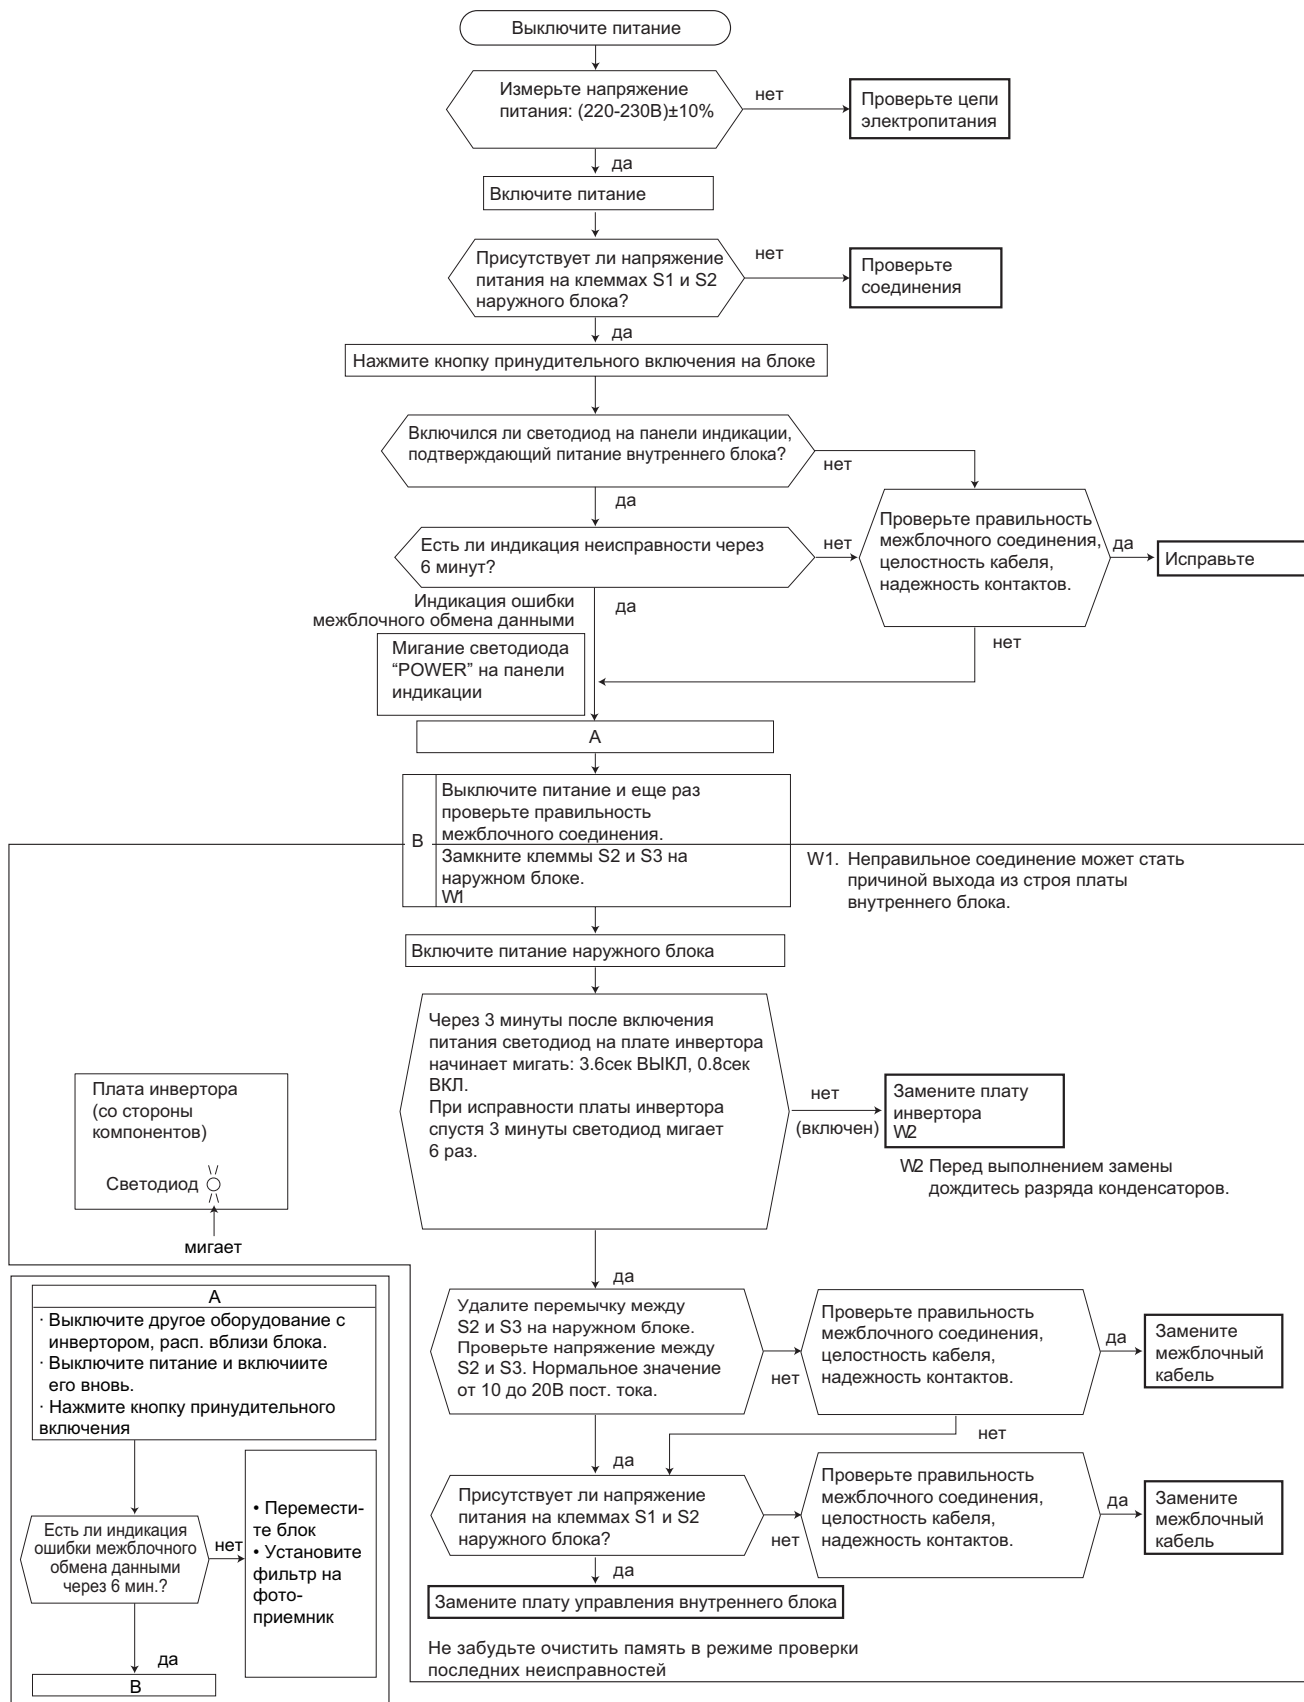 Выключите питание
Измерьте напряжение
питания: (220-230В)±10%
нет
Проверьте цепи
электропитания
да
Включите питание
Присутствует ли напряжение
питания на клеммах S1 и S2
наружного блока?
нет
Проверьте
соединения
да
Нажмите кнопку принудительного включения на блоке
Включился ли светодиод на панели индикации,
подтверждающий питание внутреннего блока?
нет
да
Есть ли индикация неисправности через
6 минут?
нет
Проверьте правильность
межблочного соединения,
целостность кабеля,
надежность контактов.
да
Исправьте
Индикация ошибки
межблочного обмена данными
да
нет
Мигание светодиода
“POWER” на панели
индикации
A
B
Выключите питание и еще раз
проверьте правильность
межблочного соединения.
Замкните клеммы S2 и S3 на
наружном блоке.
W1
W1. Неправильное соединение может стать
причиной выхода из строя платы
внутреннего блока.
Включите питание наружного блока
Через 3 минуты после включения
питания светодиод на плате инвертора
начинает мигать: 3.6сек ВЫКЛ, 0.8сек
ВКЛ.
При исправности платы инвертора
спустя 3 минуты светодиод мигает
6 раз.
нет
(включен)
Замените плату
инвертора
W2
W2 Перед выполнением замены
дождитесь разряда конденсаторов.
Плата инвертора
(со стороны
компонентов)
Светодиод
мигает
да
Удалите перемычку между
S2 и S3 на наружном блоке.
Проверьте напряжение между
S2 и S3. Нормальное значение
от 10 до 20В пост. тока.
нет
Проверьте правильность
межблочного соединения,
целостность кабеля,
надежность контактов.
да
Замените
межблочный
кабель
нет
да
Присутствует ли напряжение
питания на клеммах S1 и S2
наружного блока?
нет
Проверьте правильность
межблочного соединения,
целостность кабеля,
надежность контактов.
да
Замените
межблочный
кабель
да
Замените плату управления внутреннего блока
Не забудьте очистить память в режиме проверки
последних неисправностей
A
· Выключите другое оборудование с
инвертором, расп. вблизи блока.
· Выключите питание и включиите
его вновь.
· Нажмите кнопку принудительного
включения
Есть ли индикация
ошибки межблочного
обмена данными
через 6 мин.?
нет
• Перемести-
те блок
• Установите
фильтр на
фото-
приемник
да
B